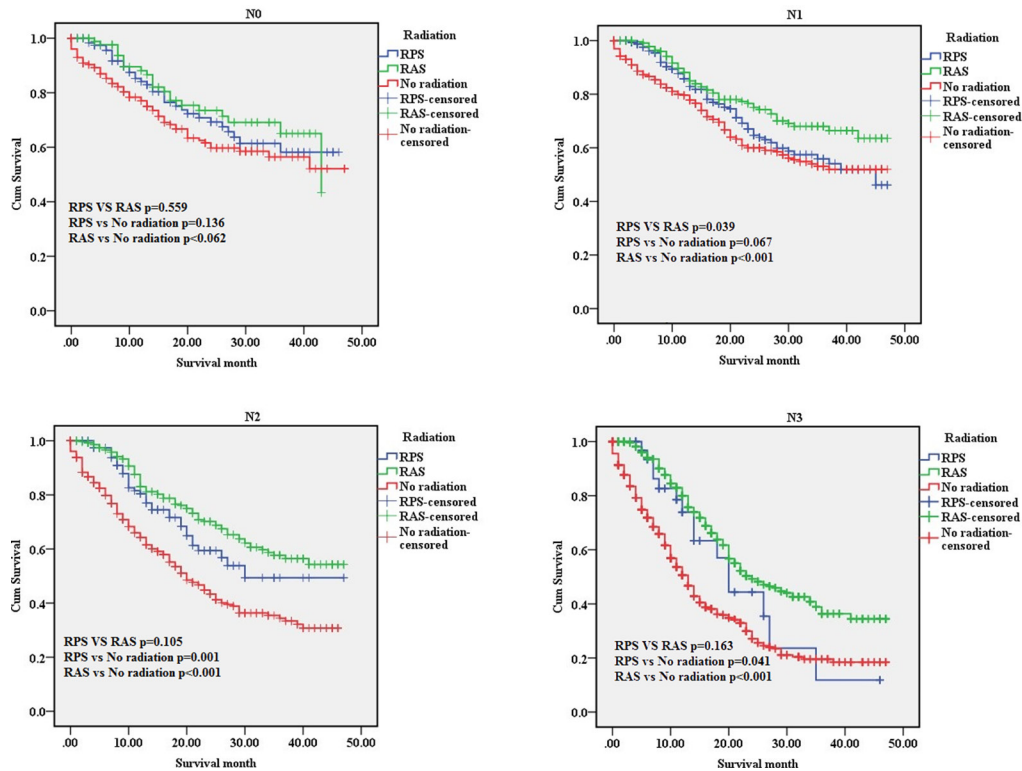 N0
Radiation
RPS
RAS
No radiation
RPS-censored
RAS-censored
No radiation-
censored
Cum Survival
1.0
0.8
0.6
0.4
0.2
0.0
RPS VS RAS p=0.559
RPS vs No radiation p=0.136
RAS vs No radiation p<0.062
.00 10.00 20.00 30.00 40.00 50.00
Survival month
N1
Radiation
RPS
RAS
No radiation
RPS-censored
RAS-censored
No radiation-
censored
Cum Survival
1.0
0.8
0.6
0.4
0.2
0.0
RPS VS RAS p=0.039
RPS vs No radiation p=0.067
RAS vs No radiation p<0.001
.00 10.00 20.00 30.00 40.00 50.00
Survival month
N2
Radiation
RPS
RAS
No radiation
RPS-censored
RAS-censored
No radiation-
censored
Cum Survival
1.0
0.8
0.6
0.4
0.2
0.0
RPS VS RAS p=0.105
RPS vs No radiation p=0.001
RAS vs No radiation p<0.001
.00 10.00 20.00 30.00 40.00 50.00
Survival month
N3
Radiation
RPS
RAS
No radiation
RPS-censored
RAS-censored
No radiation-
censored
Cum Survival
1.0
0.8
0.6
0.4
0.2
0.0
RPS VS RAS p=0.163
RPS vs No radiation p=0.041
RAS vs No radiation p<0.001
.00 10.00 20.00 30.00 40.00 50.00
Survival month